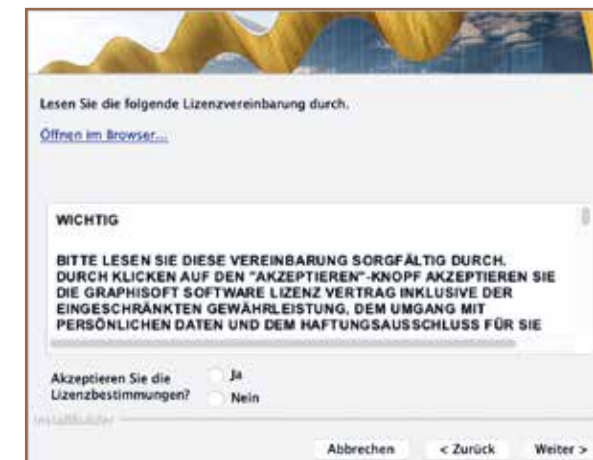 Lesen Sie die folgende Lizenzvereinbarung durch.
Öffnen im Browser...
WICHTIG
BITTE LESEN SIE DIESE VEREINBARUNG SORGFÄLTIG DURCH.
DURCH KLICKEN AUF DEN "AKZEPTIEREN"-KNOPF AKZEPTIEREN SIE
DIE GRAPHISOFT SOFTWARE LIZENZ VERTRAG INKLUSIVE DER
EINGESCHRÄNKTEN GEWÄHRLEISTUNG, DEM UMGANG MIT
PERSÖNLICHEN DATEN UND DEM HAFTUNGSAUSSCHLUSS FÜR SIE
Akzeptieren Sie die
Lizenzbestimmungen?
Ja
Nein
InstallBuilder
Abbrechen
< Zurück
Weiter >